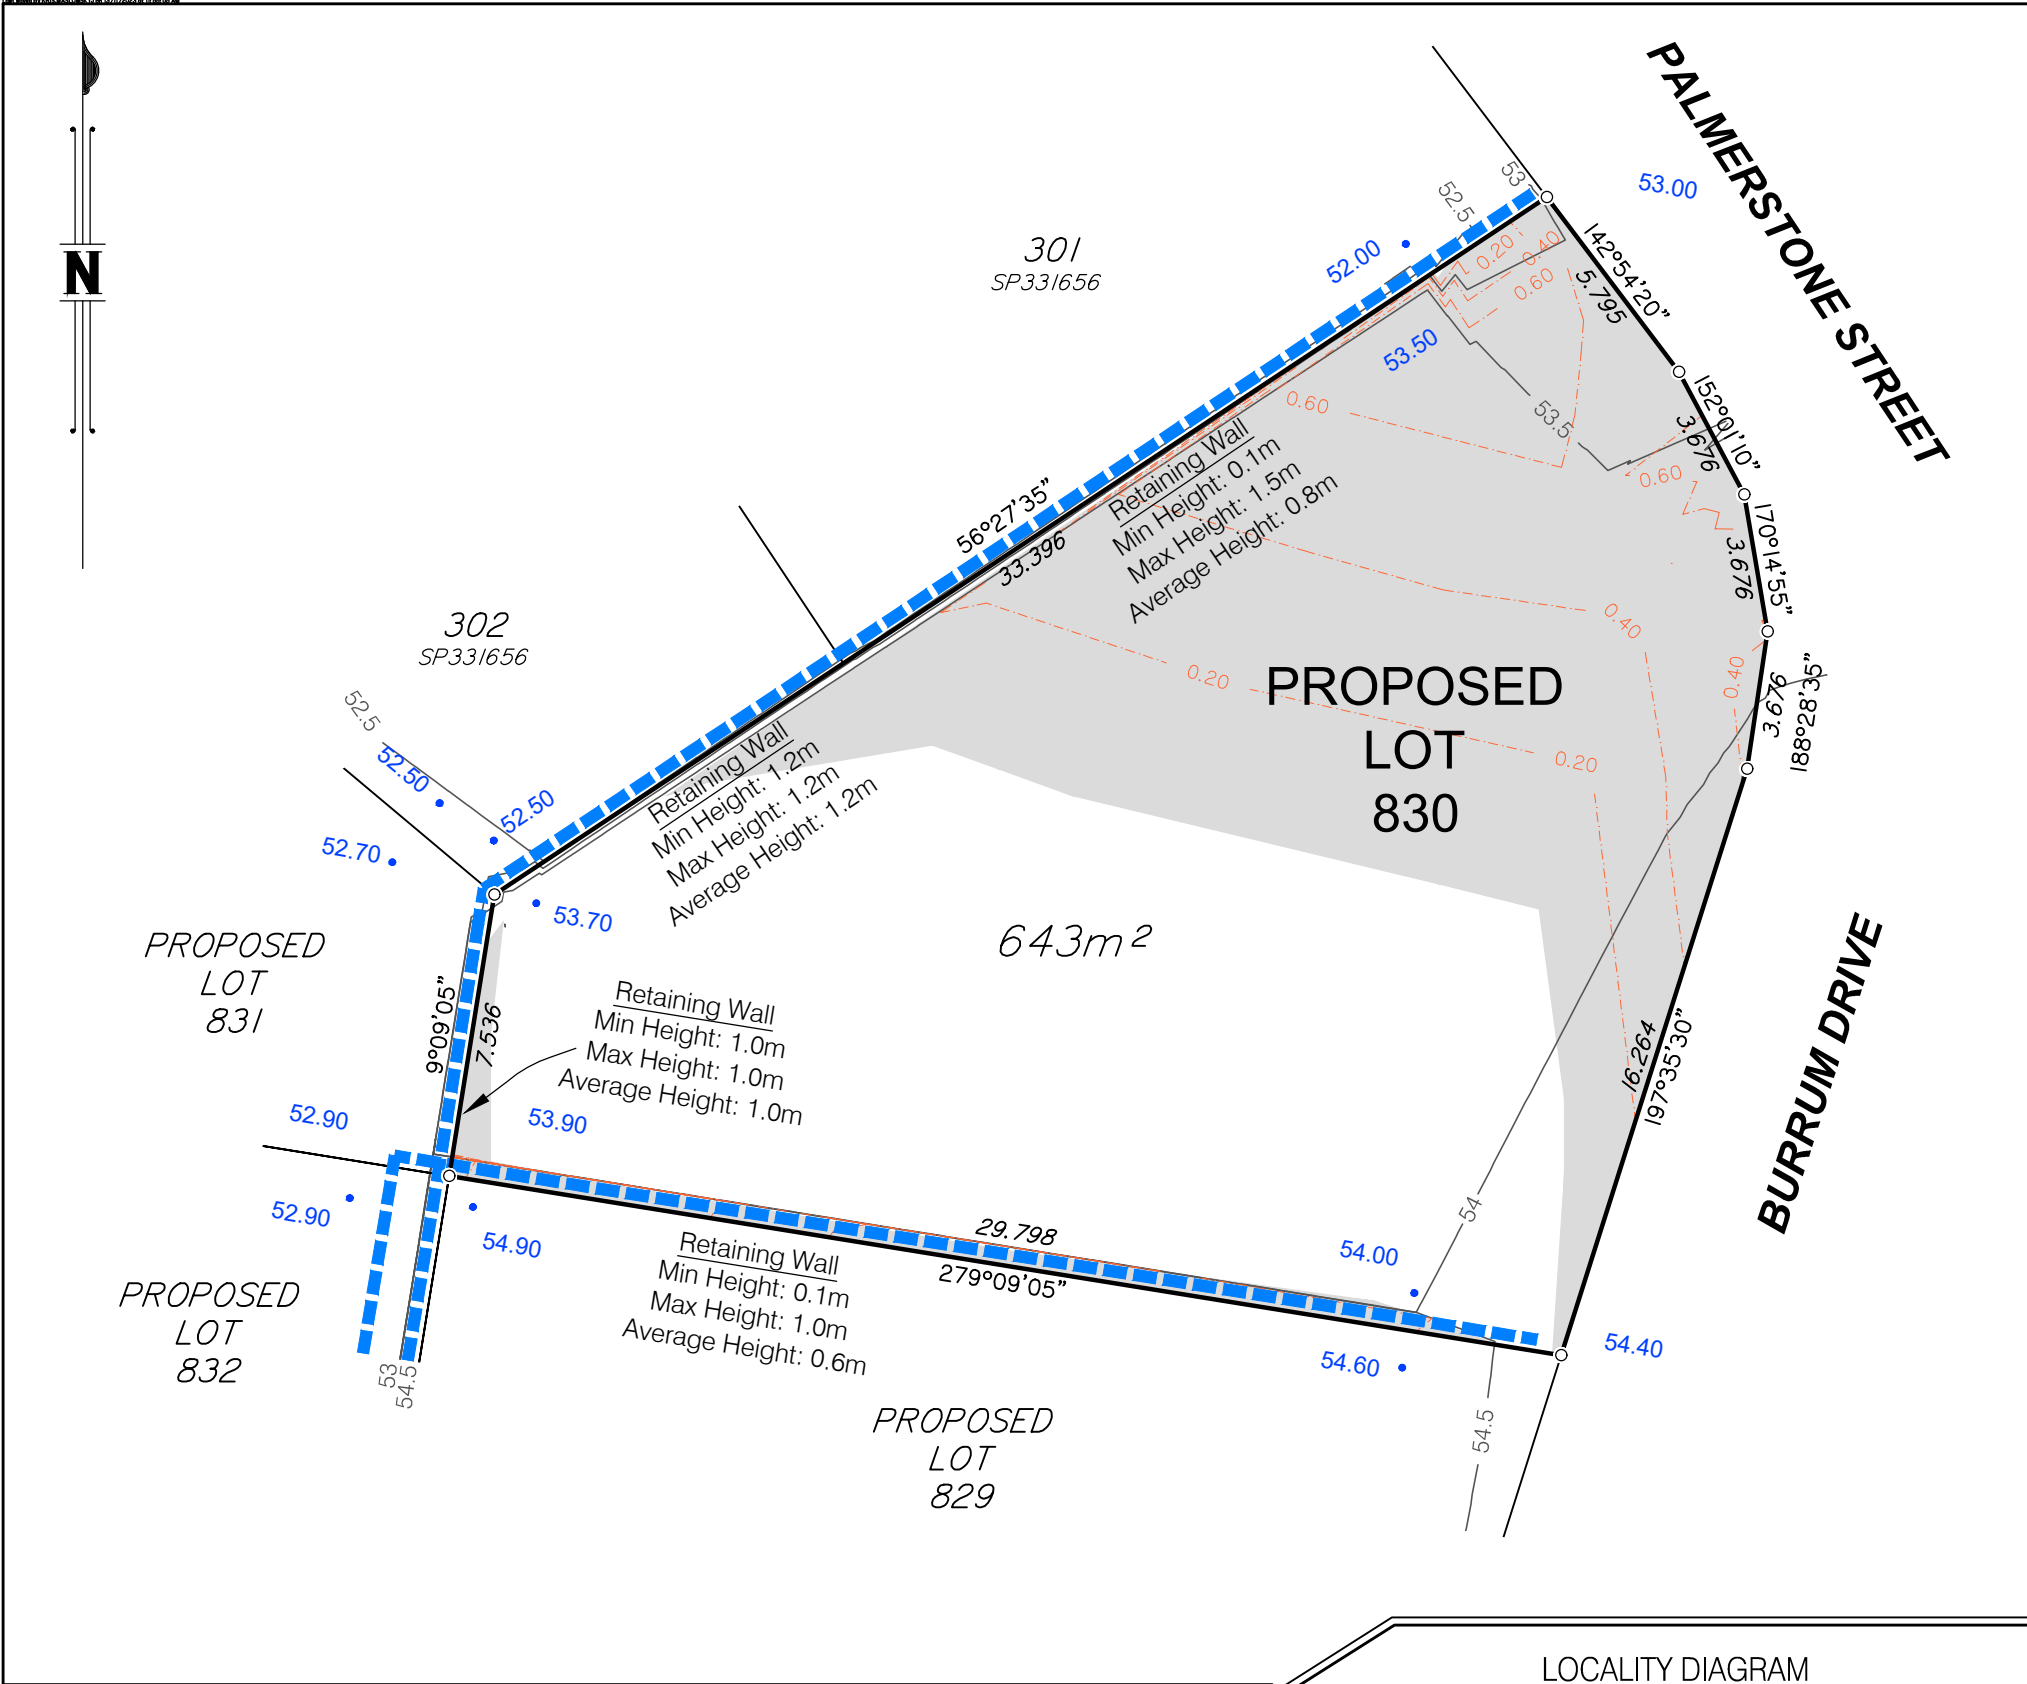 N
PALMERSTONE STREET
53.00
301
SP331656
52.00
52.5
53
0.20
0.40
0.60
142°54'20"
5.795
53.50
0.60
53.5
152°01'10"
3.676
0.60
170°14'55"
3.676
56°27'35"
33.396
Retaining Wall
Min Height: 0.1m
Max Height: 1.5m
Average Height: 0.8m
302
SP331656
0.40
0.20
0.40
3.676
188°28'35"
PROPOSED
LOT
830
0.20
52.5
52.50
52.50
52.70
53.70
Retaining Wall
Min Height: 1.2m
Max Height: 1.2m
Average Height: 1.2m
643m²
PROPOSED
LOT
831
9°09'05"
7.536
Retaining Wall
Min Height: 1.0m
Max Height: 1.0m
Average Height: 1.0m
16.264
197°35'30"
BURRUM DRIVE
52.90
53.90
52.90
54.90
29.798
279°09'05"
54
54.00
54.40
54.60
Retaining Wall
Min Height: 0.1m
Max Height: 1.0m
Average Height: 0.6m
PROPOSED
LOT
832
53
54.5
PROPOSED
LOT
829
54.5
LOCALITY DIAGRAM